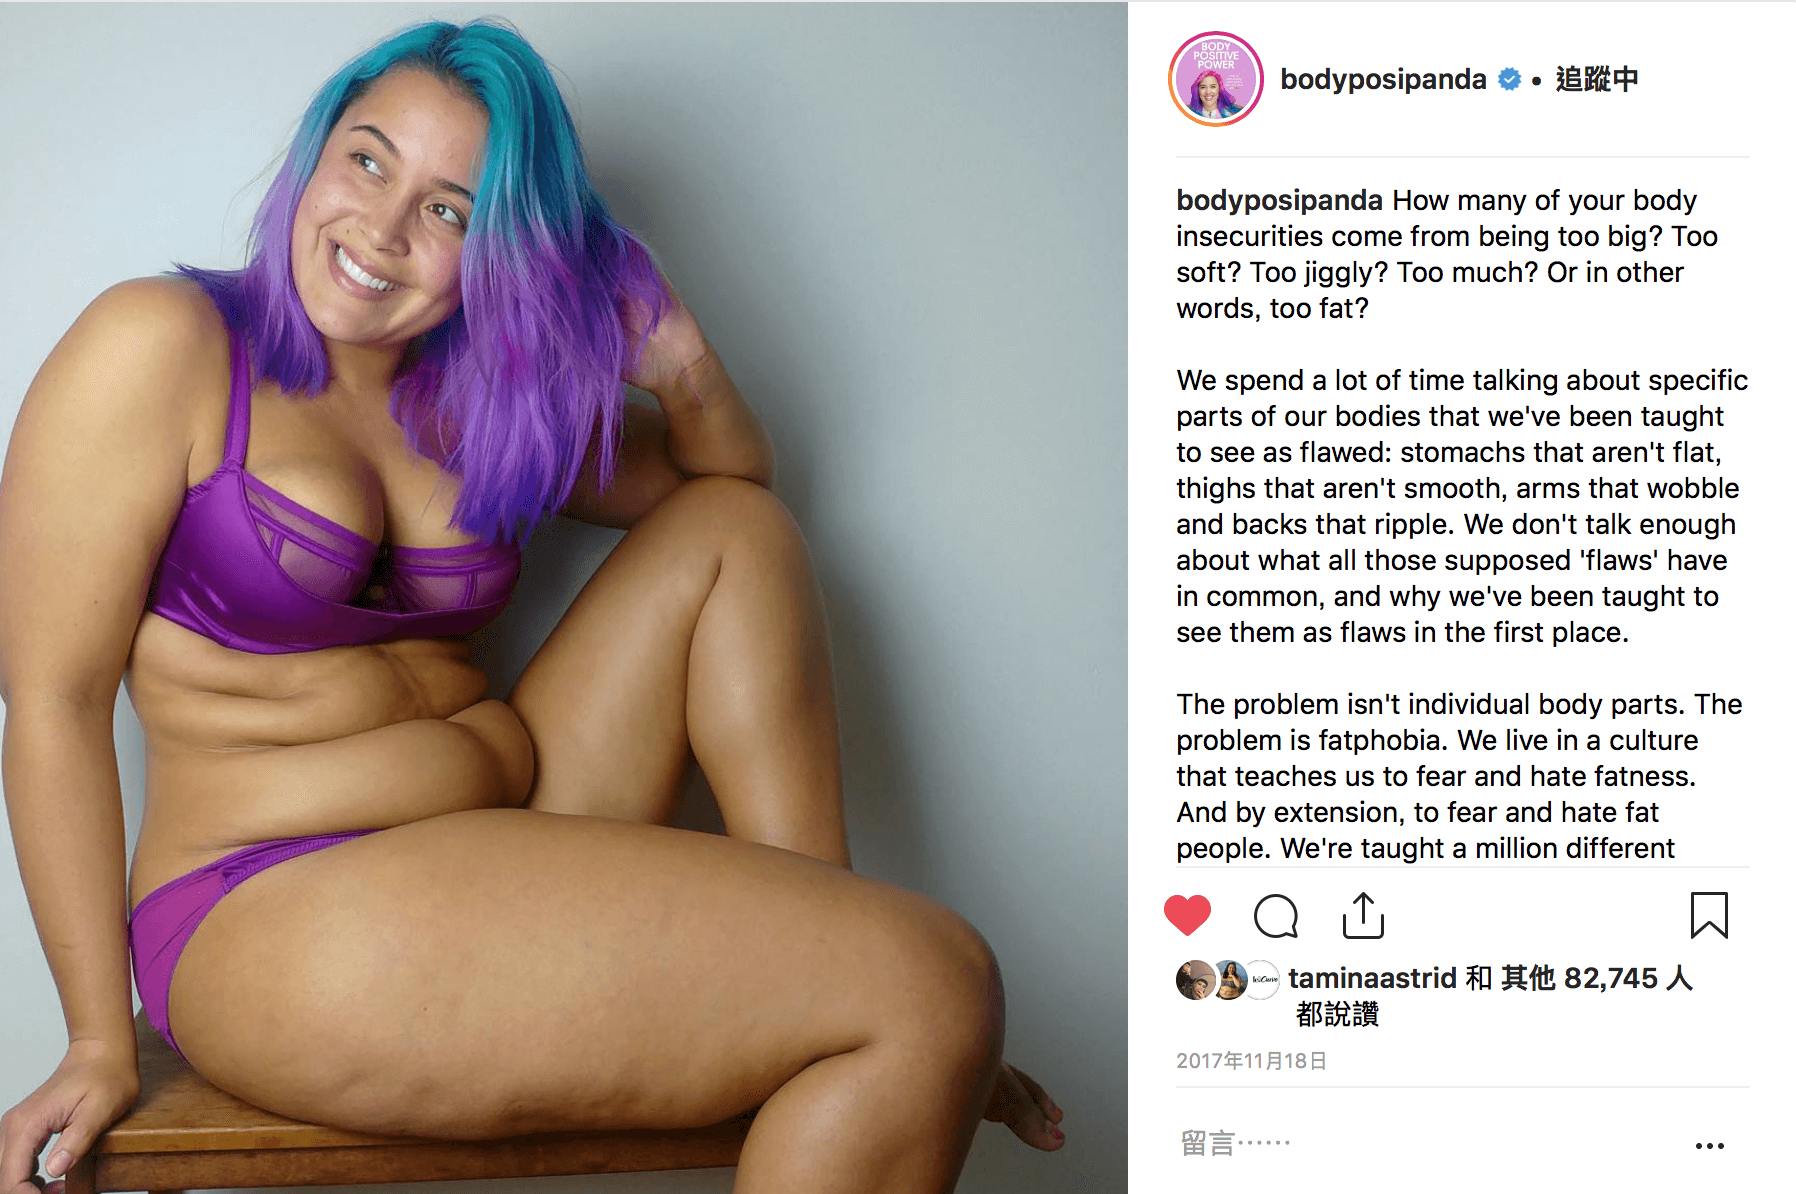 BODY
POSITIVE
POWER
bodyposipanda • 追蹤中
bodyposipanda How many of your body
insecurities come from being too big? Too
soft? Too jiggly? Too much? Or in other
words, too fat?
We spend a lot of time talking about specific
parts of our bodies that we've been taught
to see as flawed: stomachs that aren't flat,
thighs that aren't smooth, arms that wobble
and backs that ripple. We don't talk enough
about what all those supposed 'flaws' have
in common, and why we've been taught to
see them as flaws in the first place.
The problem isn't individual body parts. The
problem is fatphobia. We live in a culture
that teaches us to fear and hate fatness.
And by extension, to fear and hate fat
people. We're taught a million different
taminaastrid 和 其他 82,745 人
都說讚
2017年11月18日
留言⋯⋯